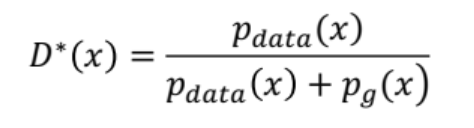 D*(x) = p_data(x) / (p_data(x) + p_g(x))